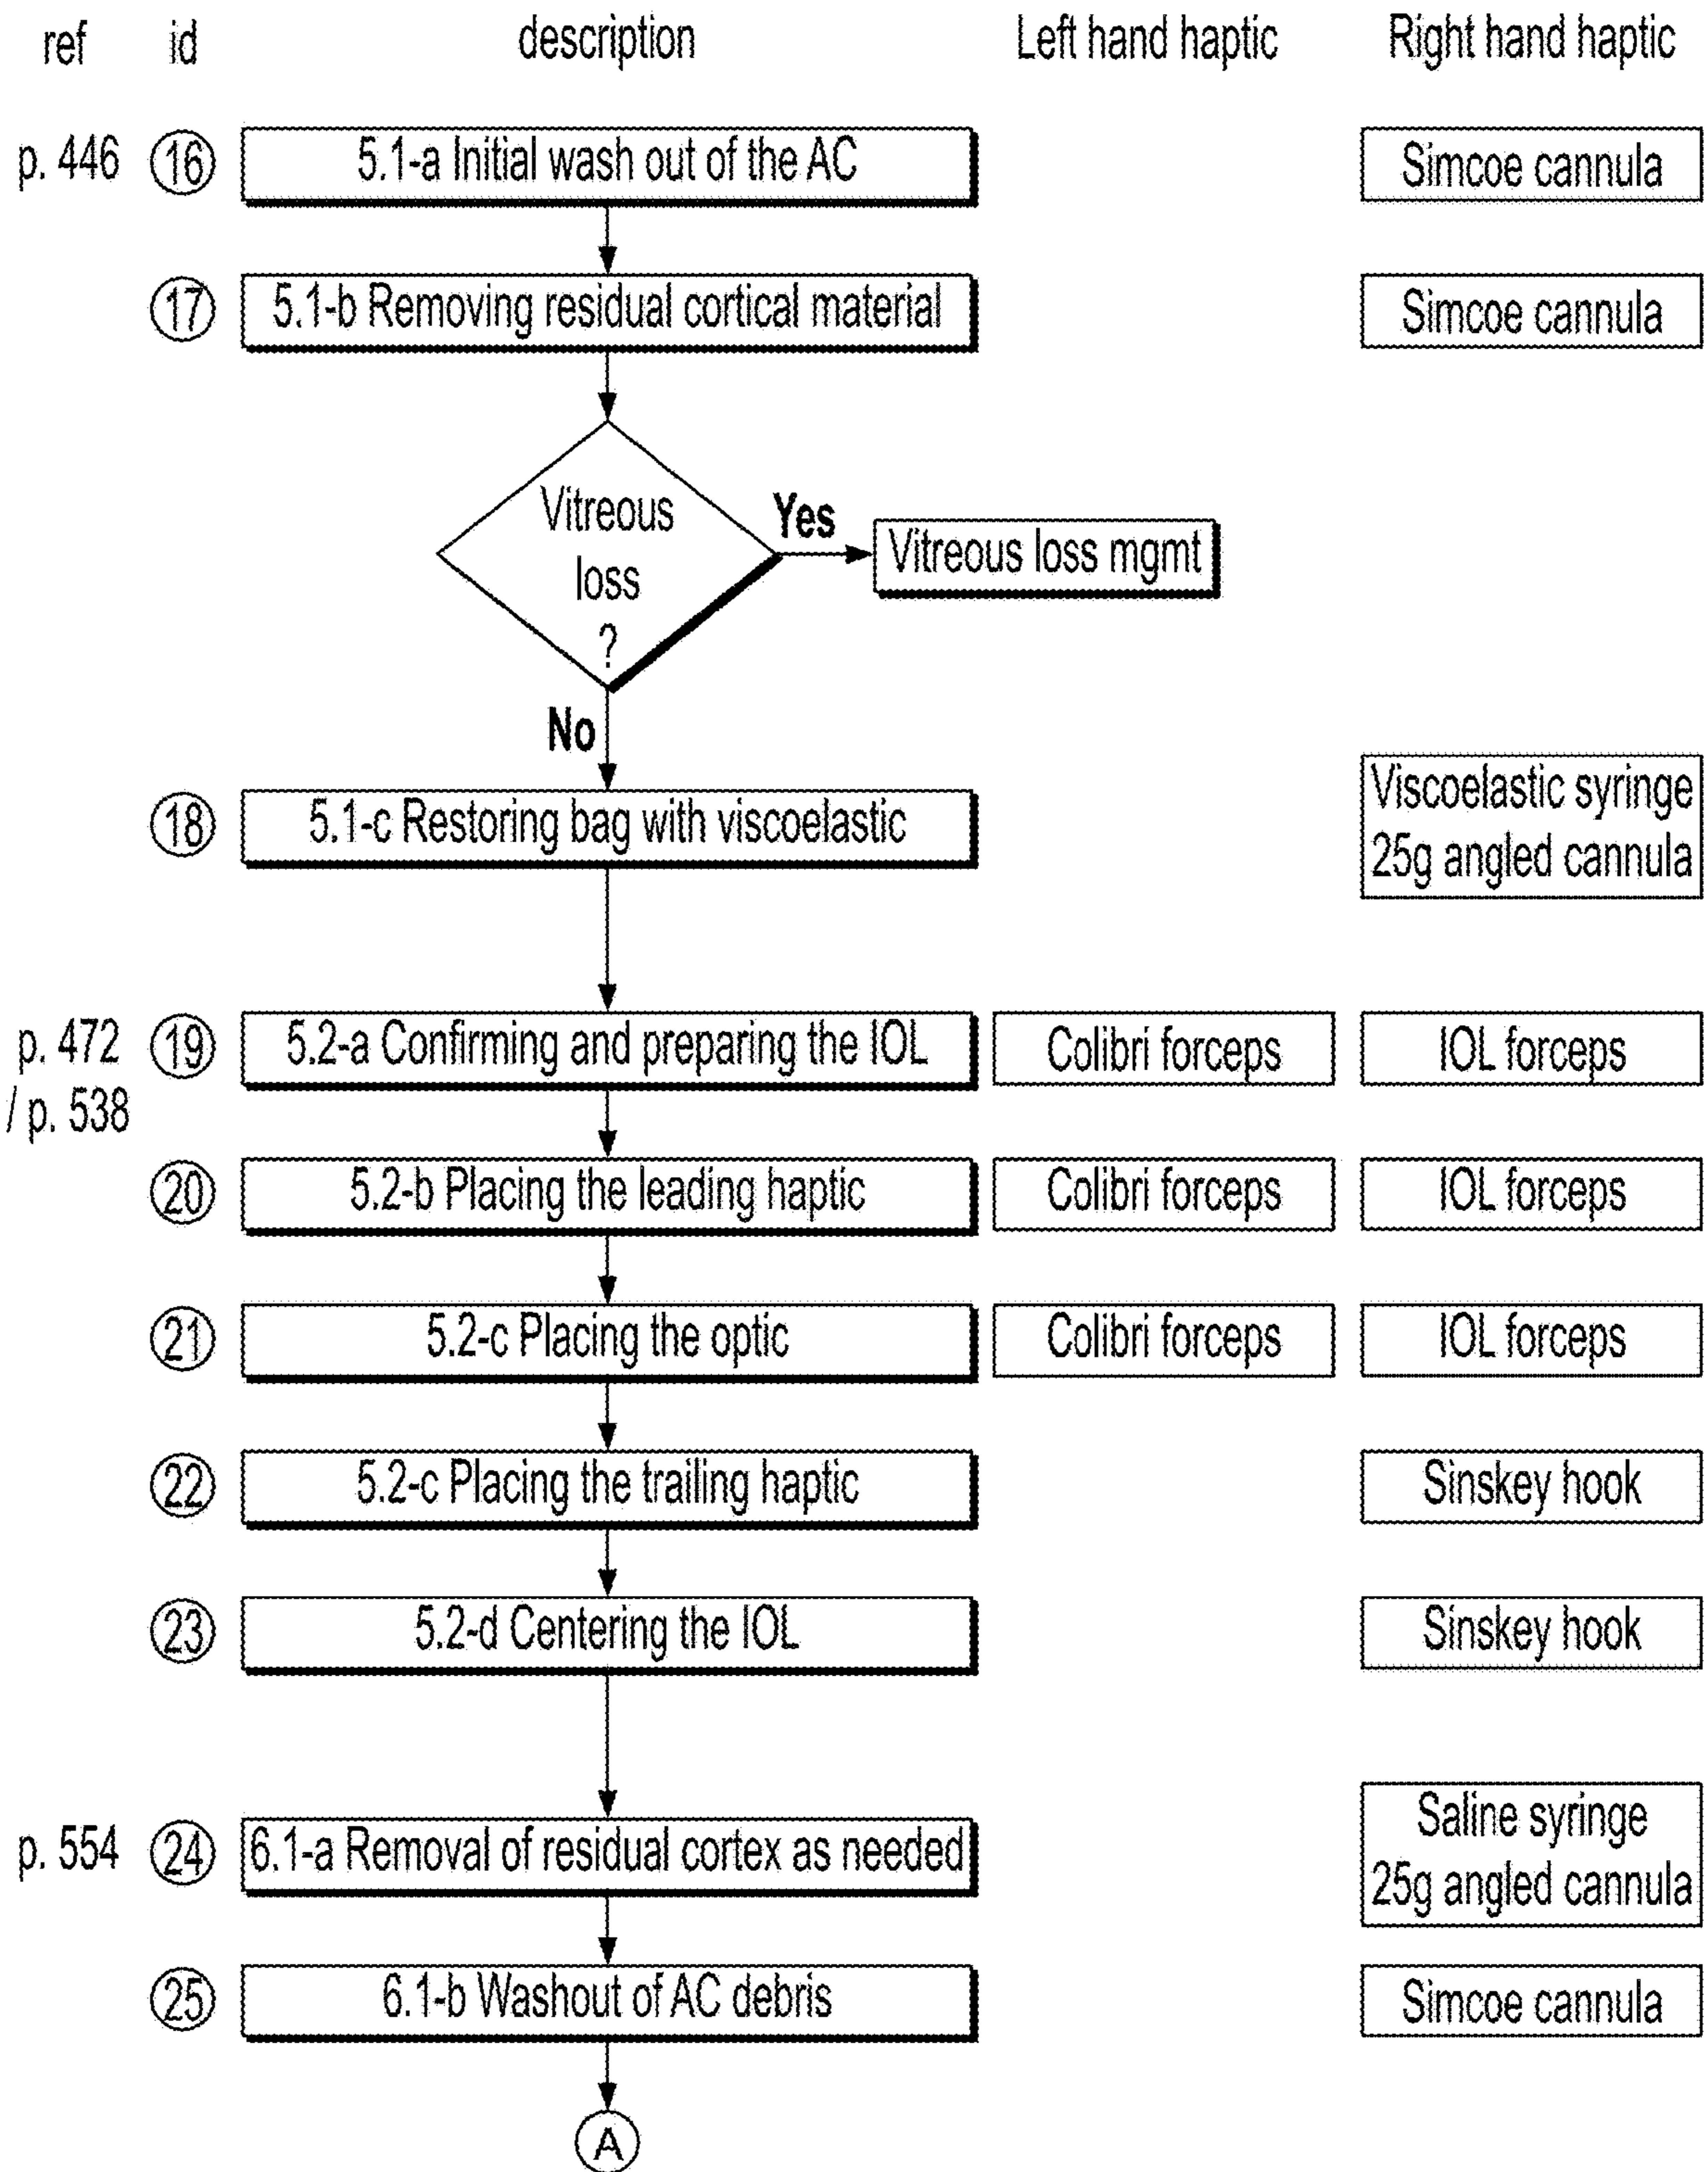 ref id description Left hand haptic Right hand haptic
p. 446 16 5.1-a Initial wash out of the AC Simcoe cannula
17 5.1-b Removing residual cortical material Simcoe cannula
Vitreous
loss
?
Yes
Vitreous loss mgmt
No
18 5.1-c Restoring bag with viscoelastic
Viscoelastic syringe
25g angled cannula
p. 472
/ p. 538
19 5.2-a Confirming and preparing the IOL Colibri forceps IOL forceps
20 5.2-b Placing the leading haptic Colibri forceps IOL forceps
21 5.2-c Placing the optic Colibri forceps IOL forceps
22 5.2-c Placing the trailing haptic Sinskey hook
23 5.2-d Centering the IOL Sinskey hook
p. 554 24 6.1-a Removal of residual cortex as needed
Saline syringe
25g angled cannula
25 6.1-b Washout of AC debris Simcoe cannula
A